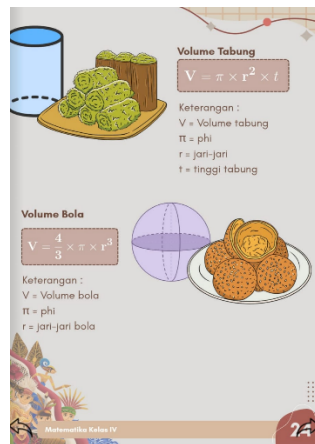 Volume Tabung
V = π × r² × t
Keterangan :
V = Volume tabung
π = phi
r = jari-jari
t = tinggi tabung
Volume Bola
V = 4/3 × π × r³
Keterangan :
V = Volume bola
π = phi
r = jari-jari bola
Matematika Kelas IV